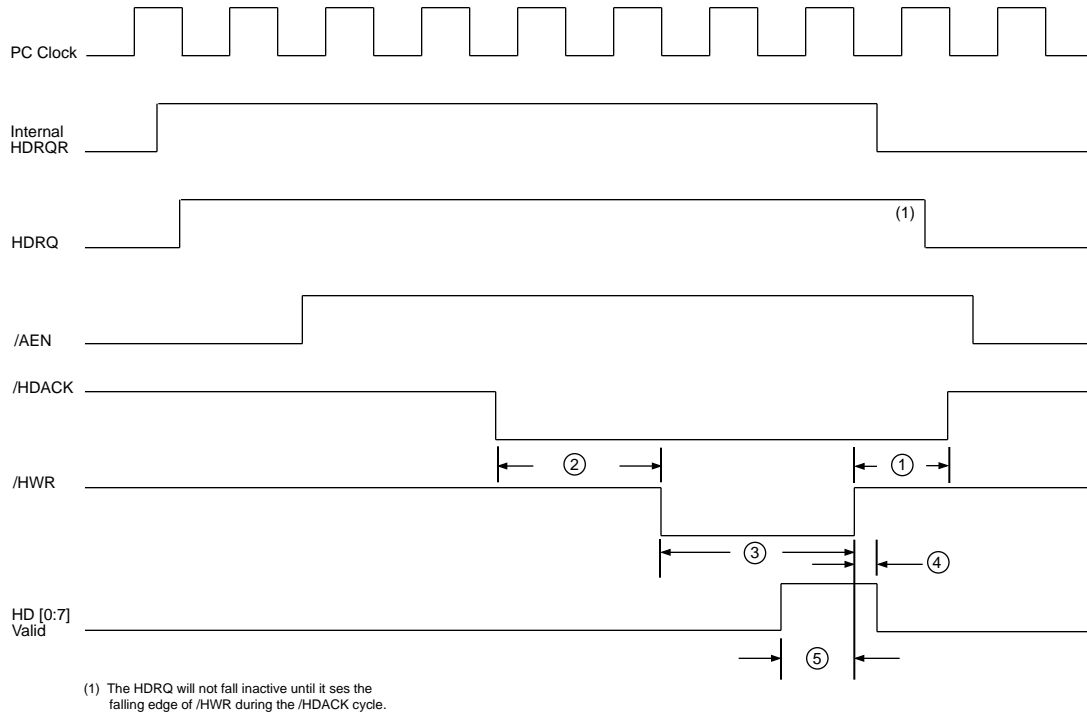 PC Clock
Internal
HDRQR
(1)
HDRQ
/AEN
/HDACK
2
1
/HWR
3
4
HD [0:7]
Valid
5
(1) The HDRQ will not fall inactive until it ses the
falling edge of /HWR during the /HDACK cycle.